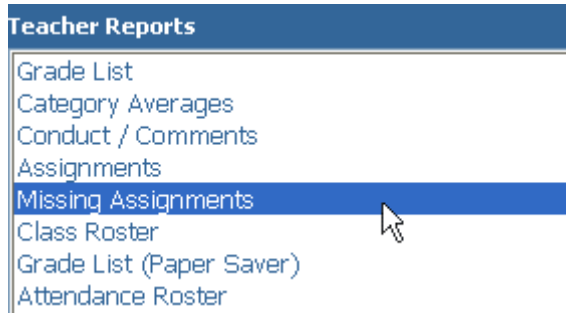 Teacher Reports
Grade List
Category Averages
Conduct / Comments
Assignments
Missing Assignments
Class Roster
Grade List (Paper Saver)
Attendance Roster